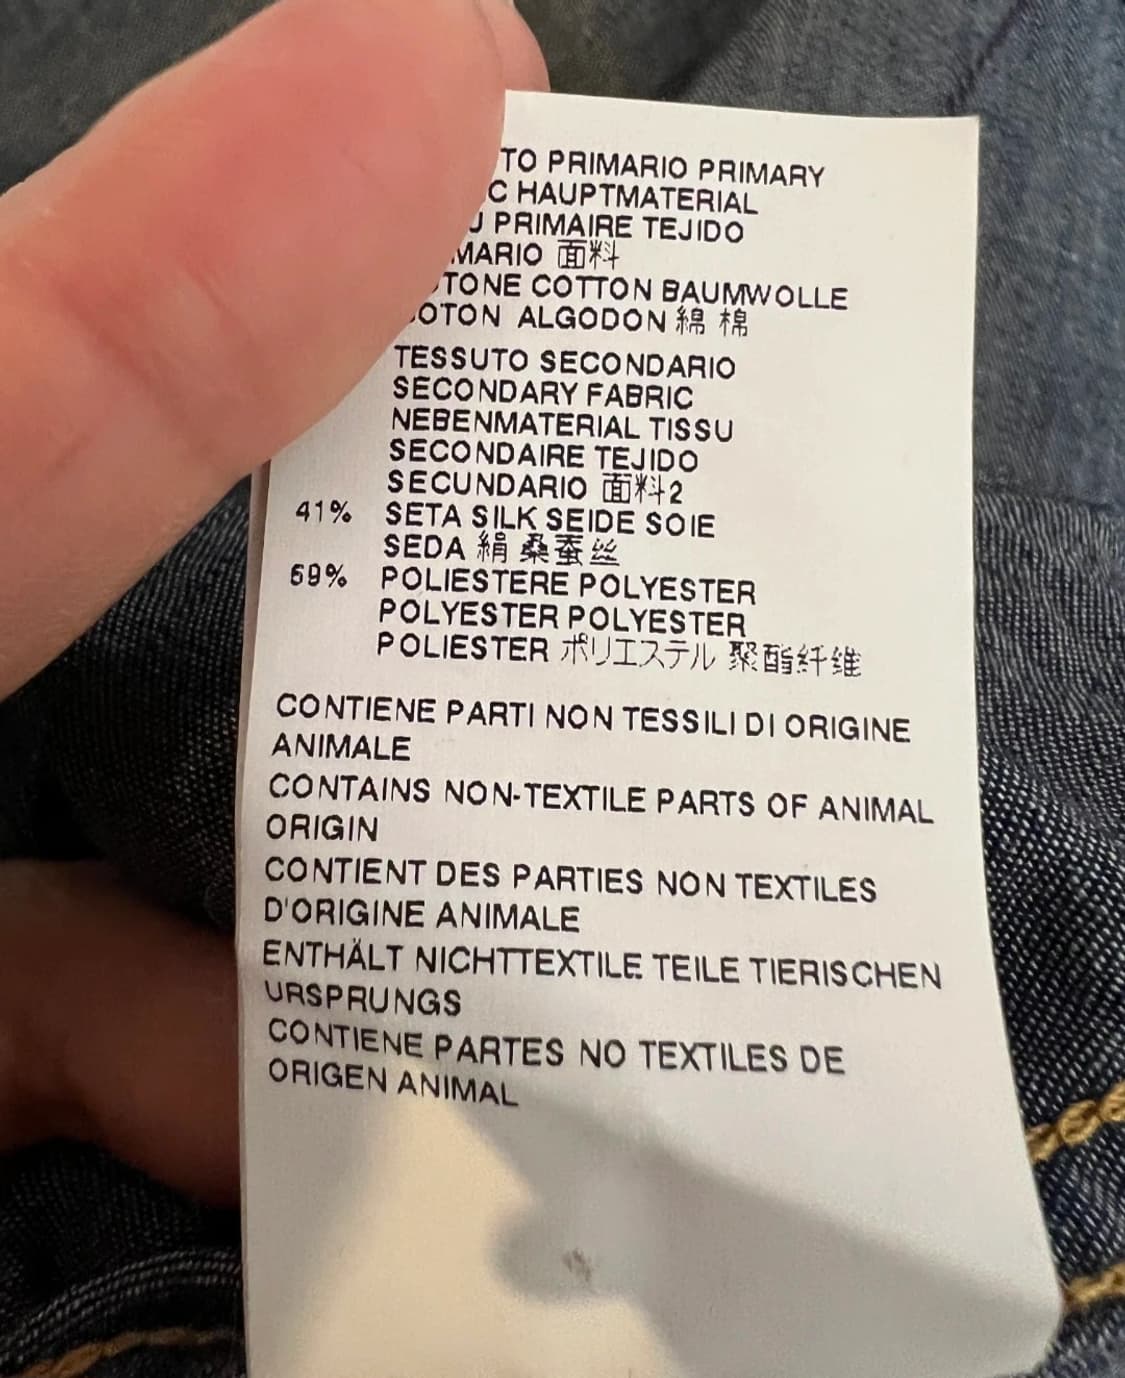 TO PRIMARIO PRIMARY
C HAUPTMATERIAL
U PRIMAIRE TEJIDO
MARIO 面料
TONE COTTON BAUMWOLLE
OTON ALGODON 綿 棉
TESSUTO SECONDARIO
SECONDARY FABRIC
NEBENMATERIAL TISSU
SECONDAIRE TEJIDO
SECUNDARIO 面料2
41% SETA SILK SEIDE SOIE
SEDA 絹 桑蚕丝
59% POLIESTERE POLYESTER
POLYESTER POLYESTER
POLIESTER ポリエステル 聚酯纤维
CONTIENE PARTI NON TESSILI DI ORIGINE
ANIMALE
CONTAINS NON-TEXTILE PARTS OF ANIMAL
ORIGIN
CONTIENT DES PARTIES NON TEXTILES
D'ORIGINE ANIMALE
ENTHÄLT NICHTTEXTILE TEILE TIERISCHEN
URSPRUNGS
CONTIENE PARTES NO TEXTILES DE
ORIGEN ANIMAL